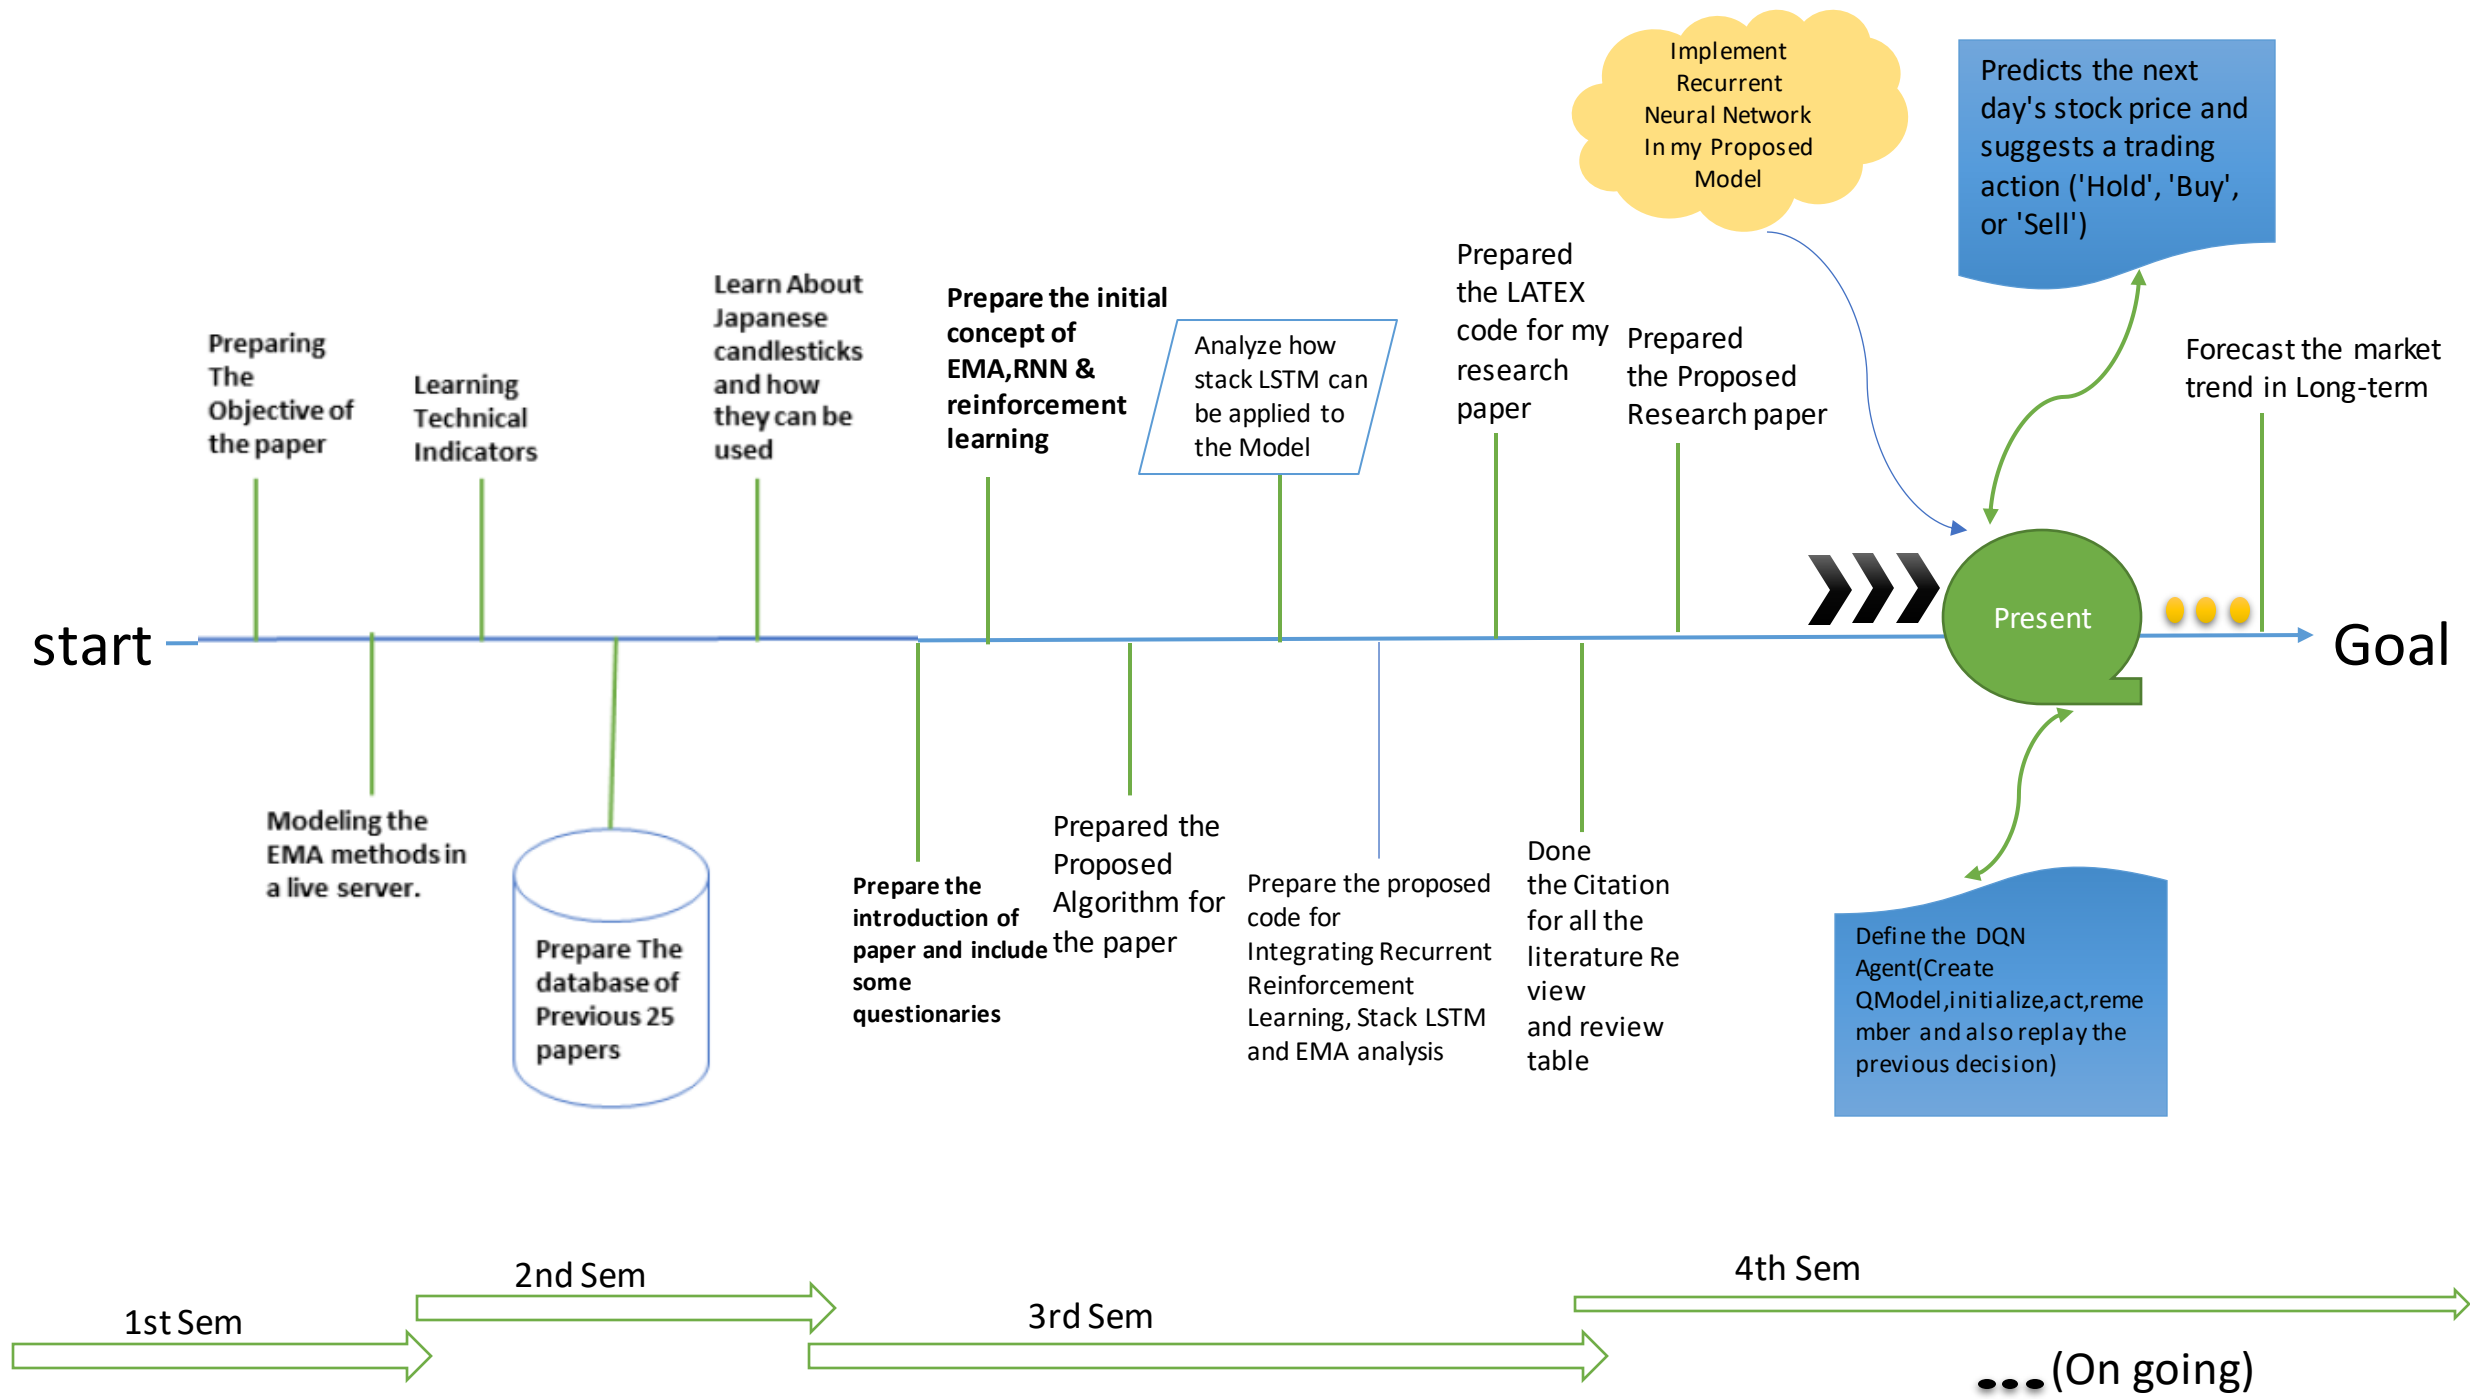 Implement
Recurrent
Neural Network
In my Proposed
Model
Predicts the next
day's stock price and
suggests a trading
action ('Hold', 'Buy',
or 'Sell')
Preparing
The
Objective of
the paper
Learning
Technical
Indicators
Learn About
Japanese
candlesticks
and how
they can be
used
Prepare the initial
concept of
EMA,RNN &
reinforcement
learning
Analyze how
stack LSTM can
be applied to
the Model
Prepared
the LATEX
code for my
research
paper
Prepared
the Proposed
Research paper
Forecast the market
trend in Long-term
start
Present
Goal
Modeling the
EMA methods in
a live server.
Prepare The
database of
Previous 25
papers
Prepare the
introduction of
paper and include
some
questionaries
Prepared the
Proposed
Algorithm for
the paper
Prepare the proposed
code for
Integrating Recurrent
Reinforcement
Learning, Stack LSTM
and EMA analysis
Done
the Citation
for all the
literature Re
view
and review
table
Define the DQN
Agent(Create
QModel,initialize,act,reme
mber and also replay the
previous decision)
1st Sem
2nd Sem
3rd Sem
4th Sem
(On going)